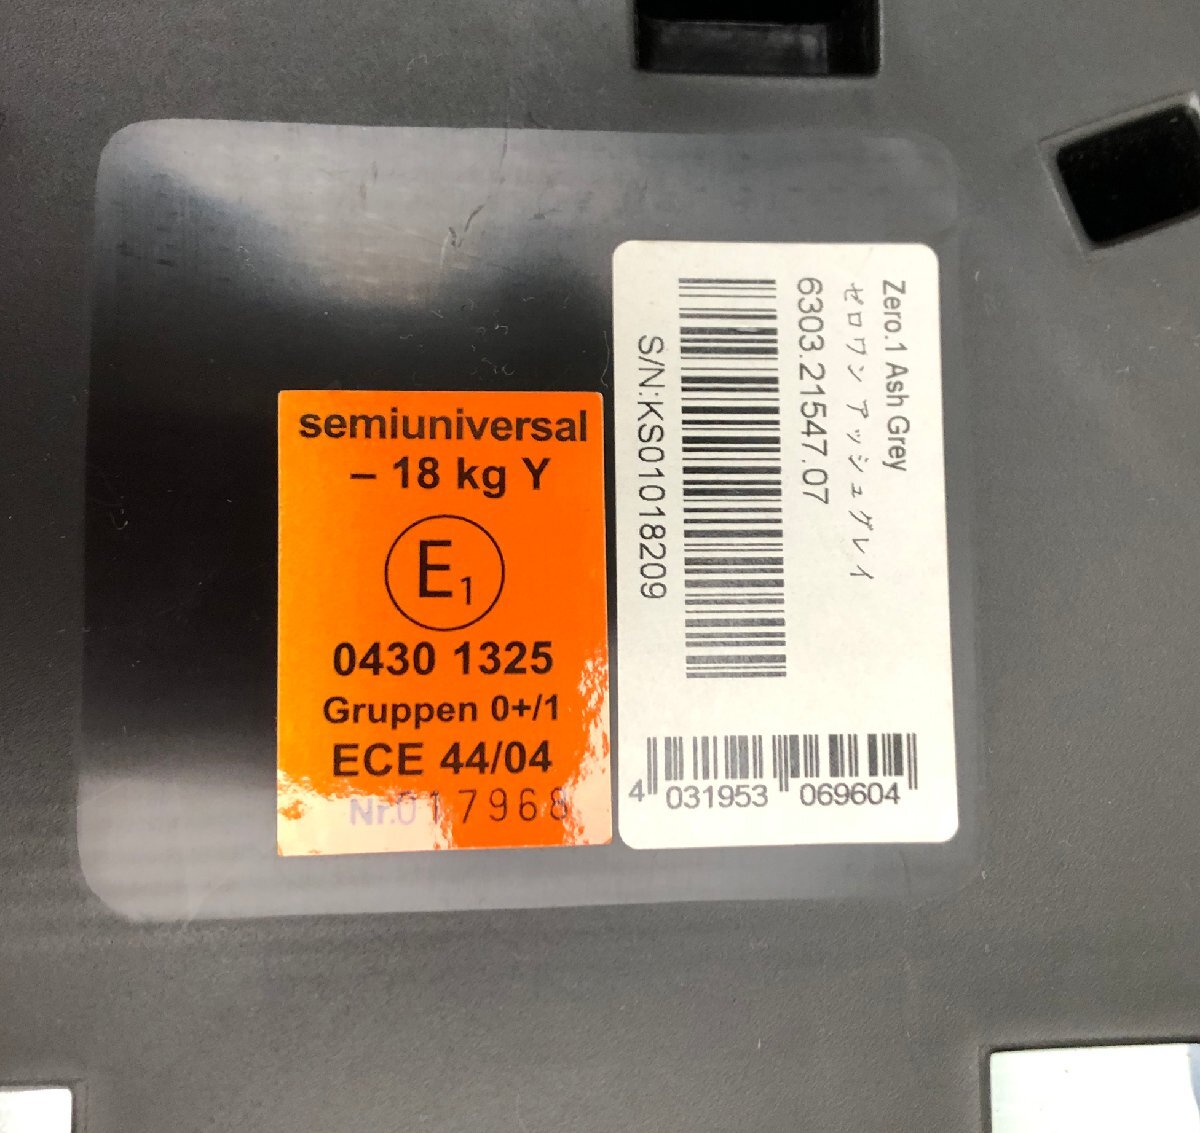 semiuniversal
– 18 kg Y
E1
0430 1325
Gruppen 0+/1
ECE 44/04
Nr.017968
Zero.1 Ash Grey
ゼロワン アッシュグレイ
6303.21547.07
S/N:KS01018209
4 031953 069604